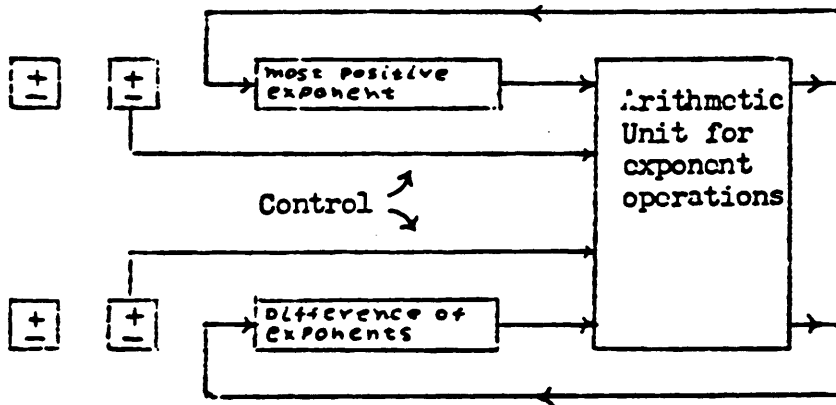 ± ±
most positive
exponent
Arithmetic
Unit for
exponent
operations
Control
± ±
Difference of
exponents